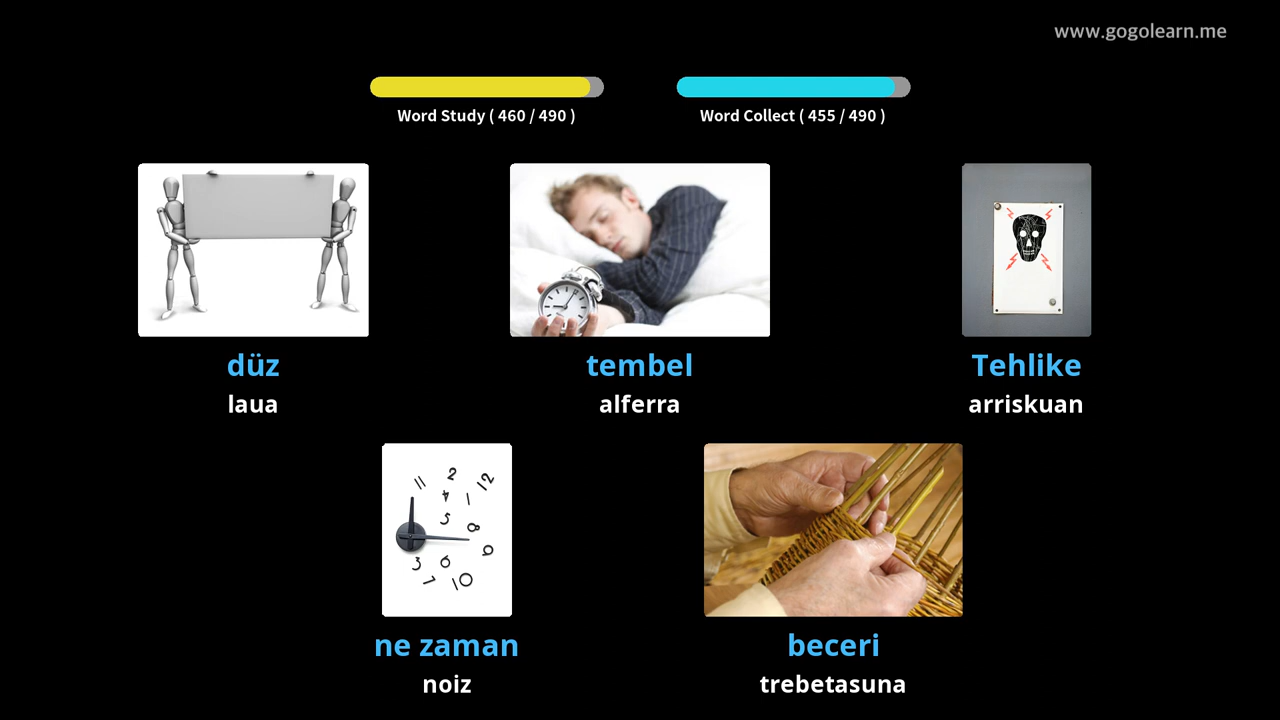 www.gogolearn.me
Word Study ( 460 / 490 )
Word Collect ( 455 / 490 )
düz
laua
tembel
alferra
Tehlike
arriskuan
ne zaman
noiz
beceri
trebetasuna